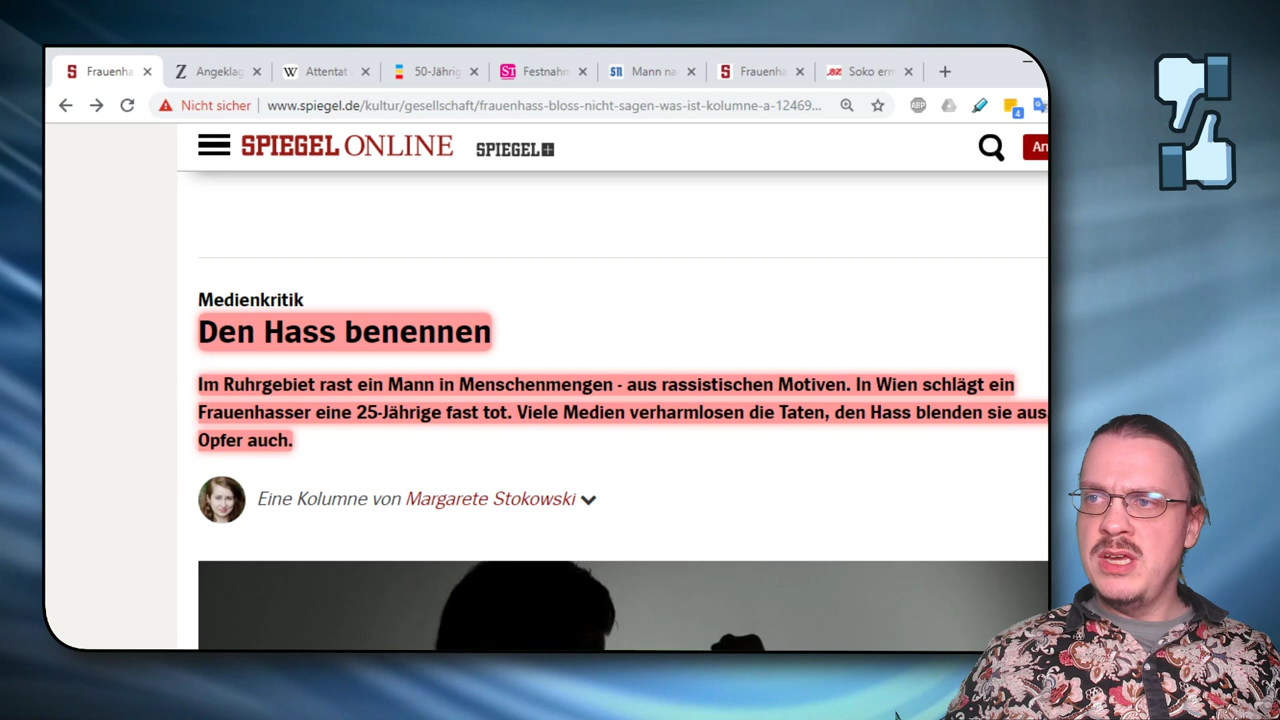 Frauenha
Angeklag
Attentat
50-Jährig
Festnahm
Mann na
Frauenha
Soko erm
Nicht sicher
www.spiegel.de/kultur/gesellschaft/frauenhass-bloss-nicht-sagen-was-ist-kolumne-a-12469...
ABP
4
SPIEGEL ONLINE
SPIEGEL+
An
Medienkritik
Den Hass benennen
Im Ruhrgebiet rast ein Mann in Menschenmengen - aus rassistischen Motiven. In Wien schlägt ein
Frauenhasser eine 25-Jährige fast tot. Viele Medien verharmlosen die Taten, den Hass blenden sie aus
Opfer auch.
Eine Kolumne von Margarete Stokowski